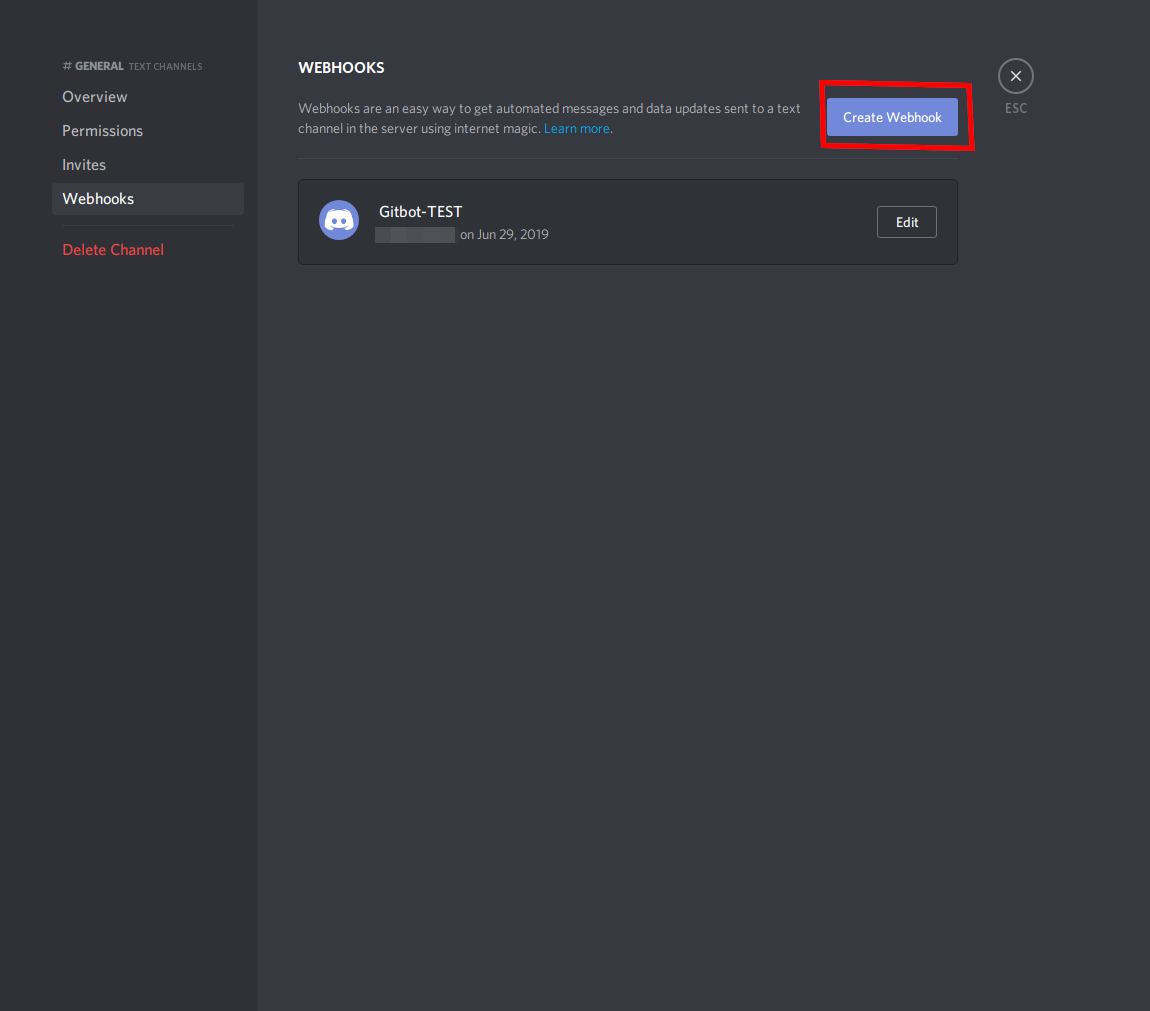 # GENERAL TEXT CHANNELS
Overview
Permissions
Invites
Webhooks
Delete Channel
WEBHOOKS
Webhooks are an easy way to get automated messages and data updates sent to a text
channel in the server using internet magic. Learn more.
Create Webhook
ESC
Gitbot-TEST
on Jun 29, 2019
Edit